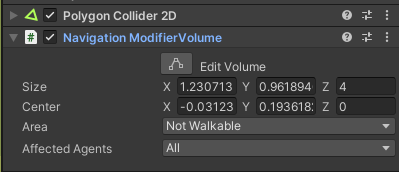 Polygon Collider 2D
# Navigation ModifierVolume
Edit Volume
Size X 1.230713 Y 0.961894 Z 4
Center X -0.03123 Y 0.193618 Z 0
Area Not Walkable
Affected Agents All